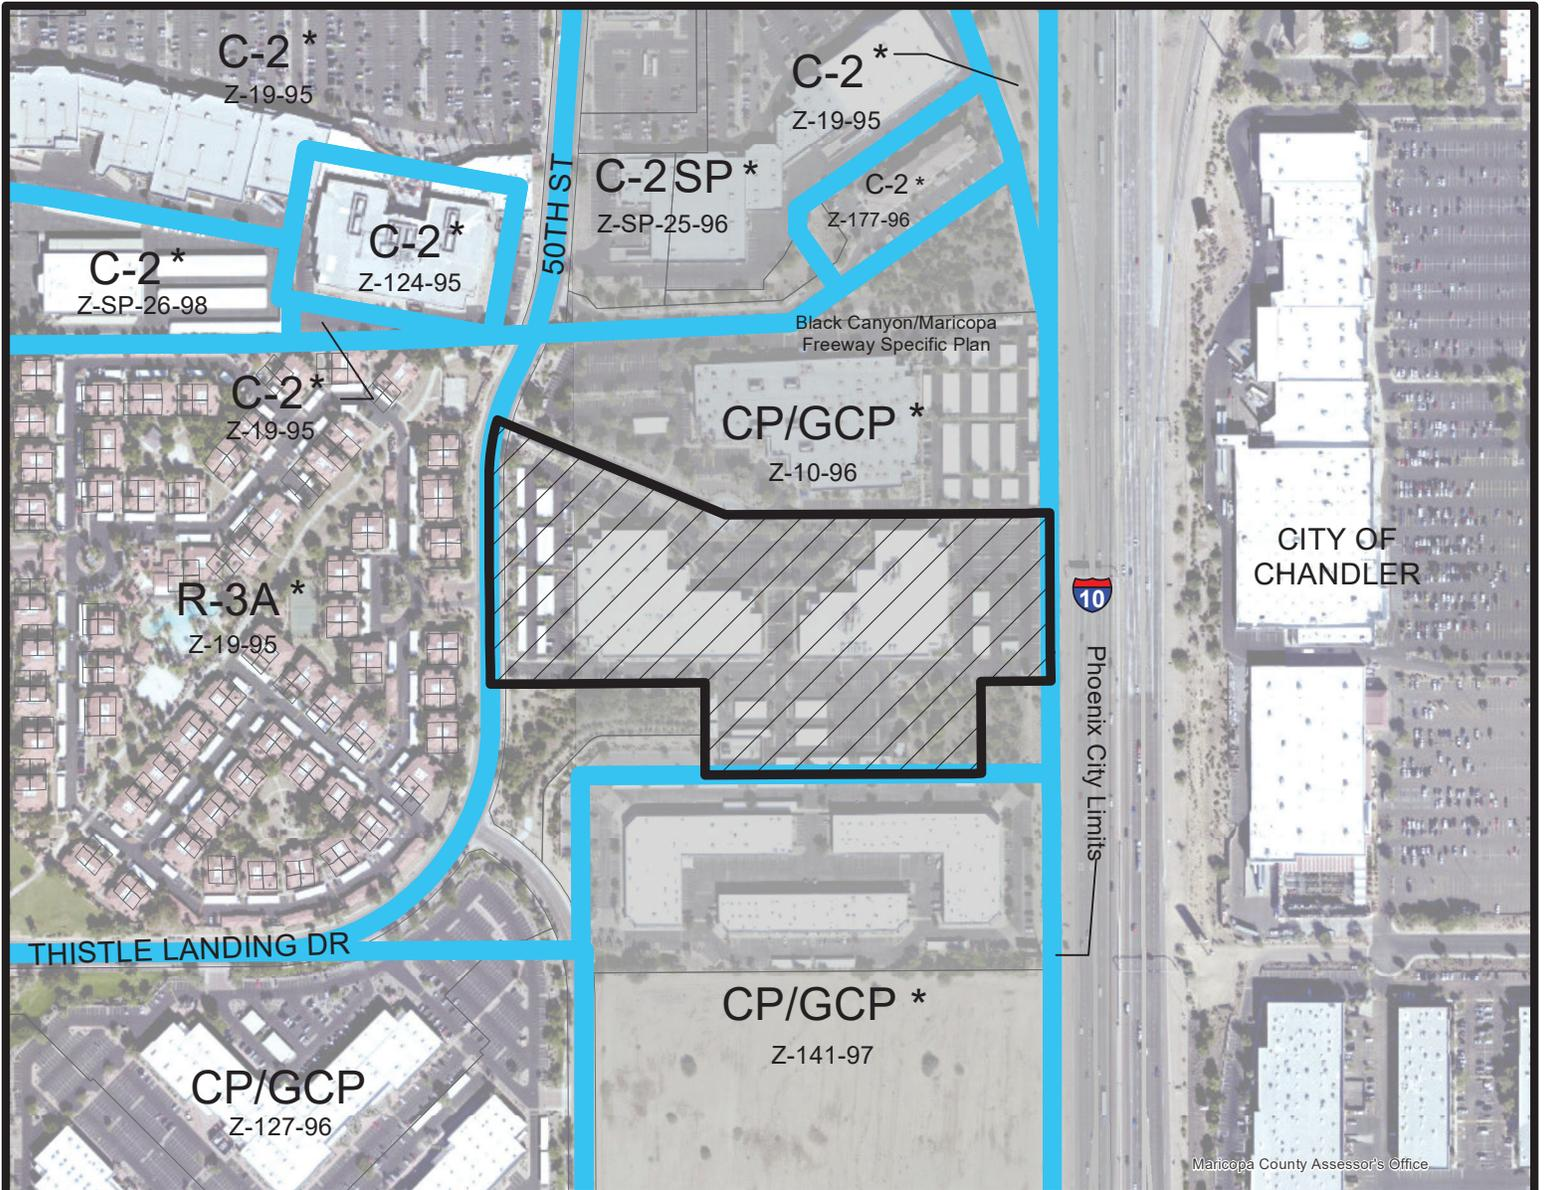 C-2 *
Z-19-95
C-2 *
Z-19-95
C-2 SP *
Z-SP-25-96
C-2 *
Z-177-96
50TH ST
C-2 *
Z-124-95
C-2 *
Z-SP-26-98
Black Canyon/Maricopa
Freeway Specific Plan
C-2 *
Z-19-95
CP/GCP *
Z-10-96
CITY OF
CHANDLER
10
R-3A *
Z-19-95
Phoenix City Limits
THISTLE LANDING DR
CP/GCP *
Z-141-97
CP/GCP
Z-127-96
Maricopa County Assessor's Office